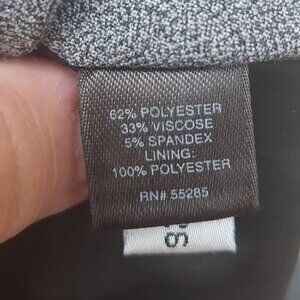 62% POLYESTER
33% VISCOSE
5% SPANDEX
LINING:
100% POLYESTER
RN# 55285